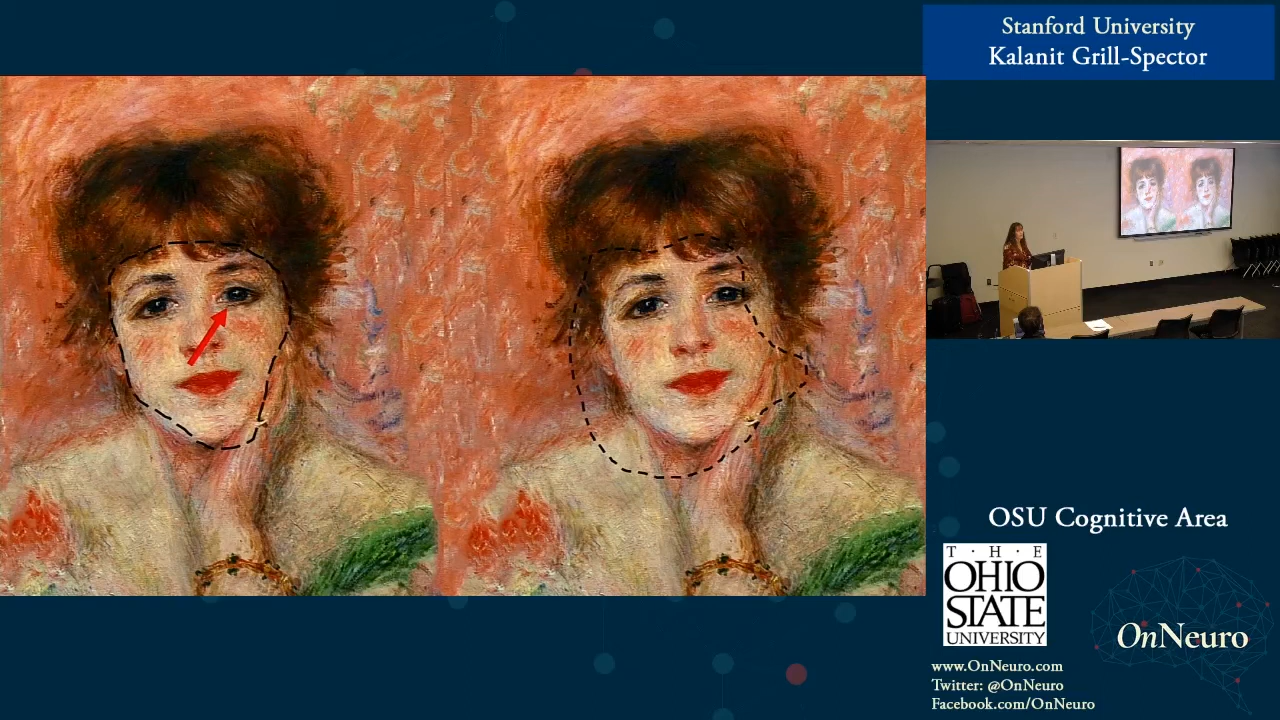 Stanford University
Kalanit Grill-Spector
OSU Cognitive Area
T · H · E
OHIO
STATE
UNIVERSITY
OnNeuro
www.OnNeuro.com
Twitter: @OnNeuro
Facebook.com/OnNeuro